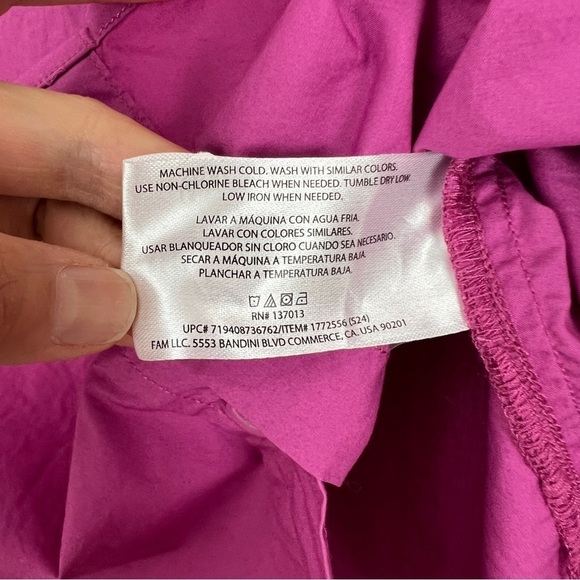 MACHINE WASH COLD. WASH WITH SIMILAR COLORS.
USE NON-CHLORINE BLEACH WHEN NEEDED. TUMBLE DRY LOW.
LOW IRON WHEN NEEDED.
LAVAR A MÁQUINA CON AGUA FRIA.
LAVAR CON COLORES SIMILARES.
USAR BLANQUEADOR SIN CLORO CUANDO SEA NECESARIO.
SECAR A MÁQUINA A TEMPERATURA BAJA.
PLANCHAR A TEMPERATURA BAJA.
RN# 137013
UPC# 719408736762/ITEM# 1772556 (S24)
FAM LLC. 5553 BANDINI BLVD COMMERCE, CA. USA 90201